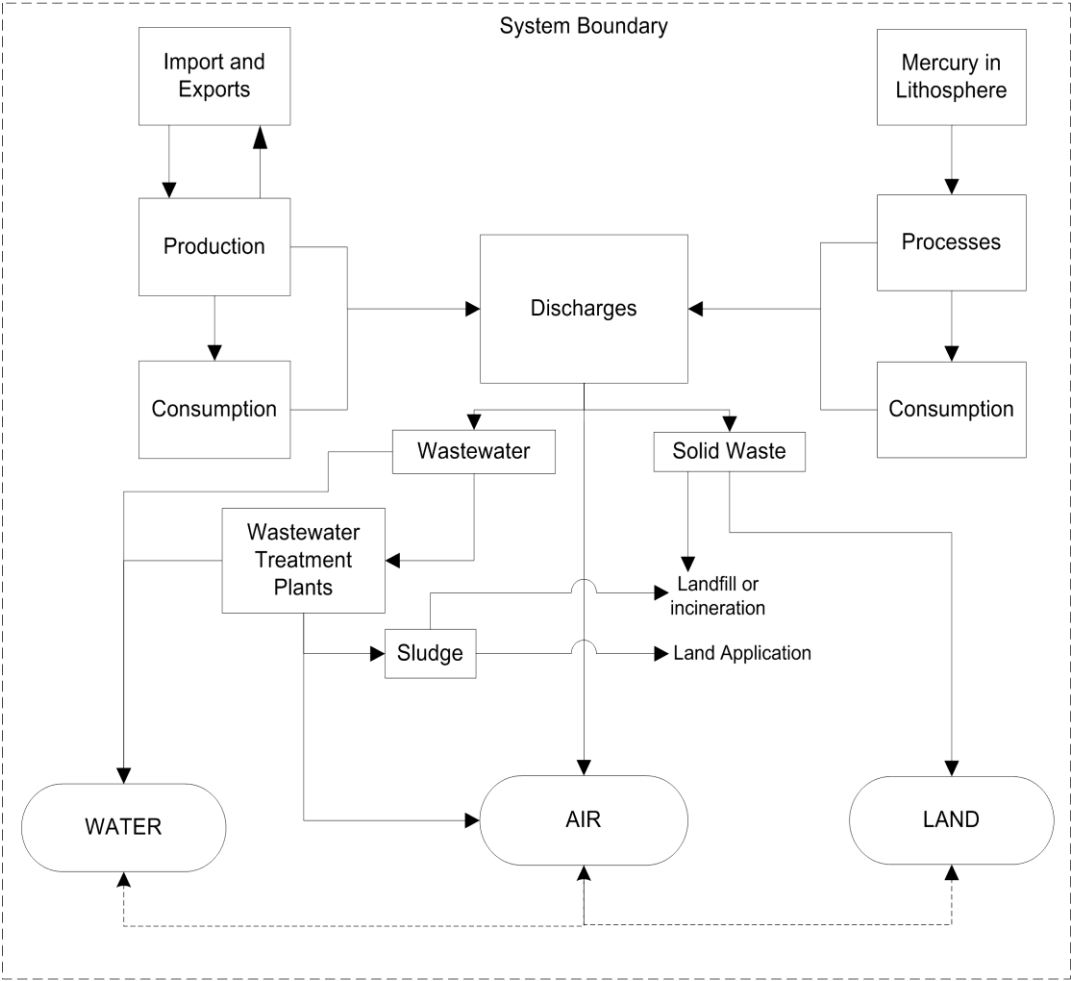 System Boundary
Import and
Exports
Mercury in
Lithosphere
Production
Processes
Discharges
Consumption
Consumption
Wastewater
Solid Waste
Wastewater
Treatment
Plants
Landfill or
incineration
Sludge
Land Application
WATER
AIR
LAND